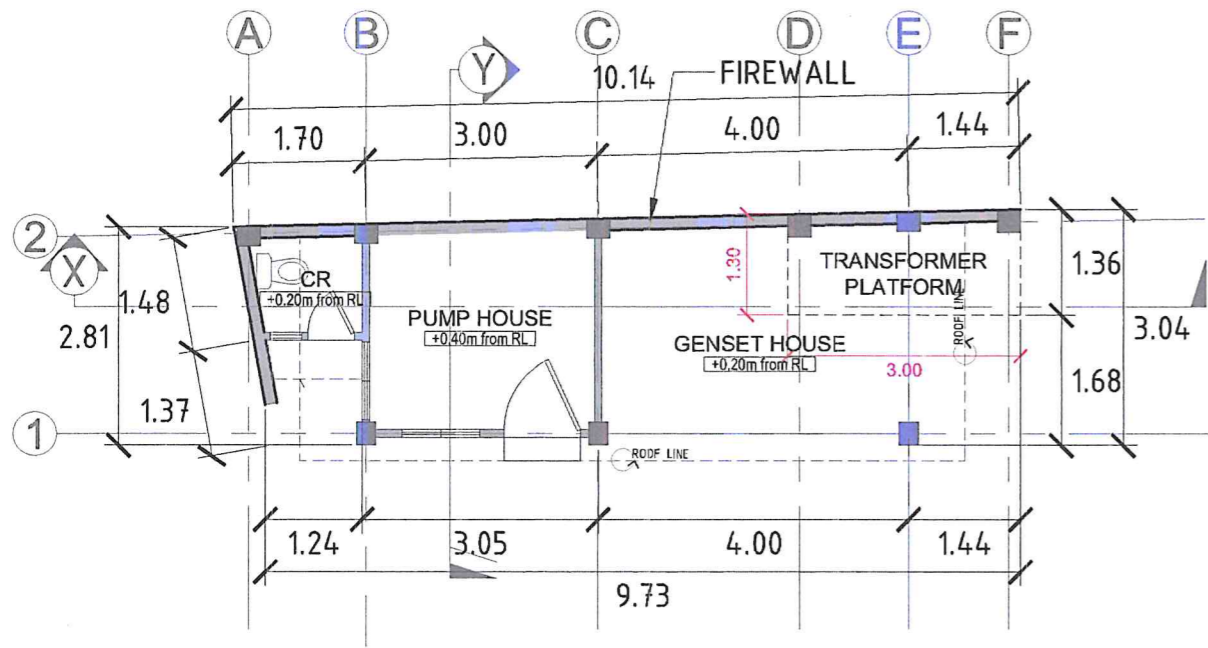 A B C D E F
Y
10.14
FIREWALL
1.70 3.00 4.00 1.44
2
X
CR
+0.20m from RL
PUMP HOUSE
+0.40m from RL
TRANSFORMER
PLATFORM
GENSET HOUSE
+0.20m from RL
ROOF LINE
1.30
3.00
1.48
2.81
1.37
1.36
3.04
1.68
1
ROOF LINE
1.24 3.05 4.00 1.44
9.73